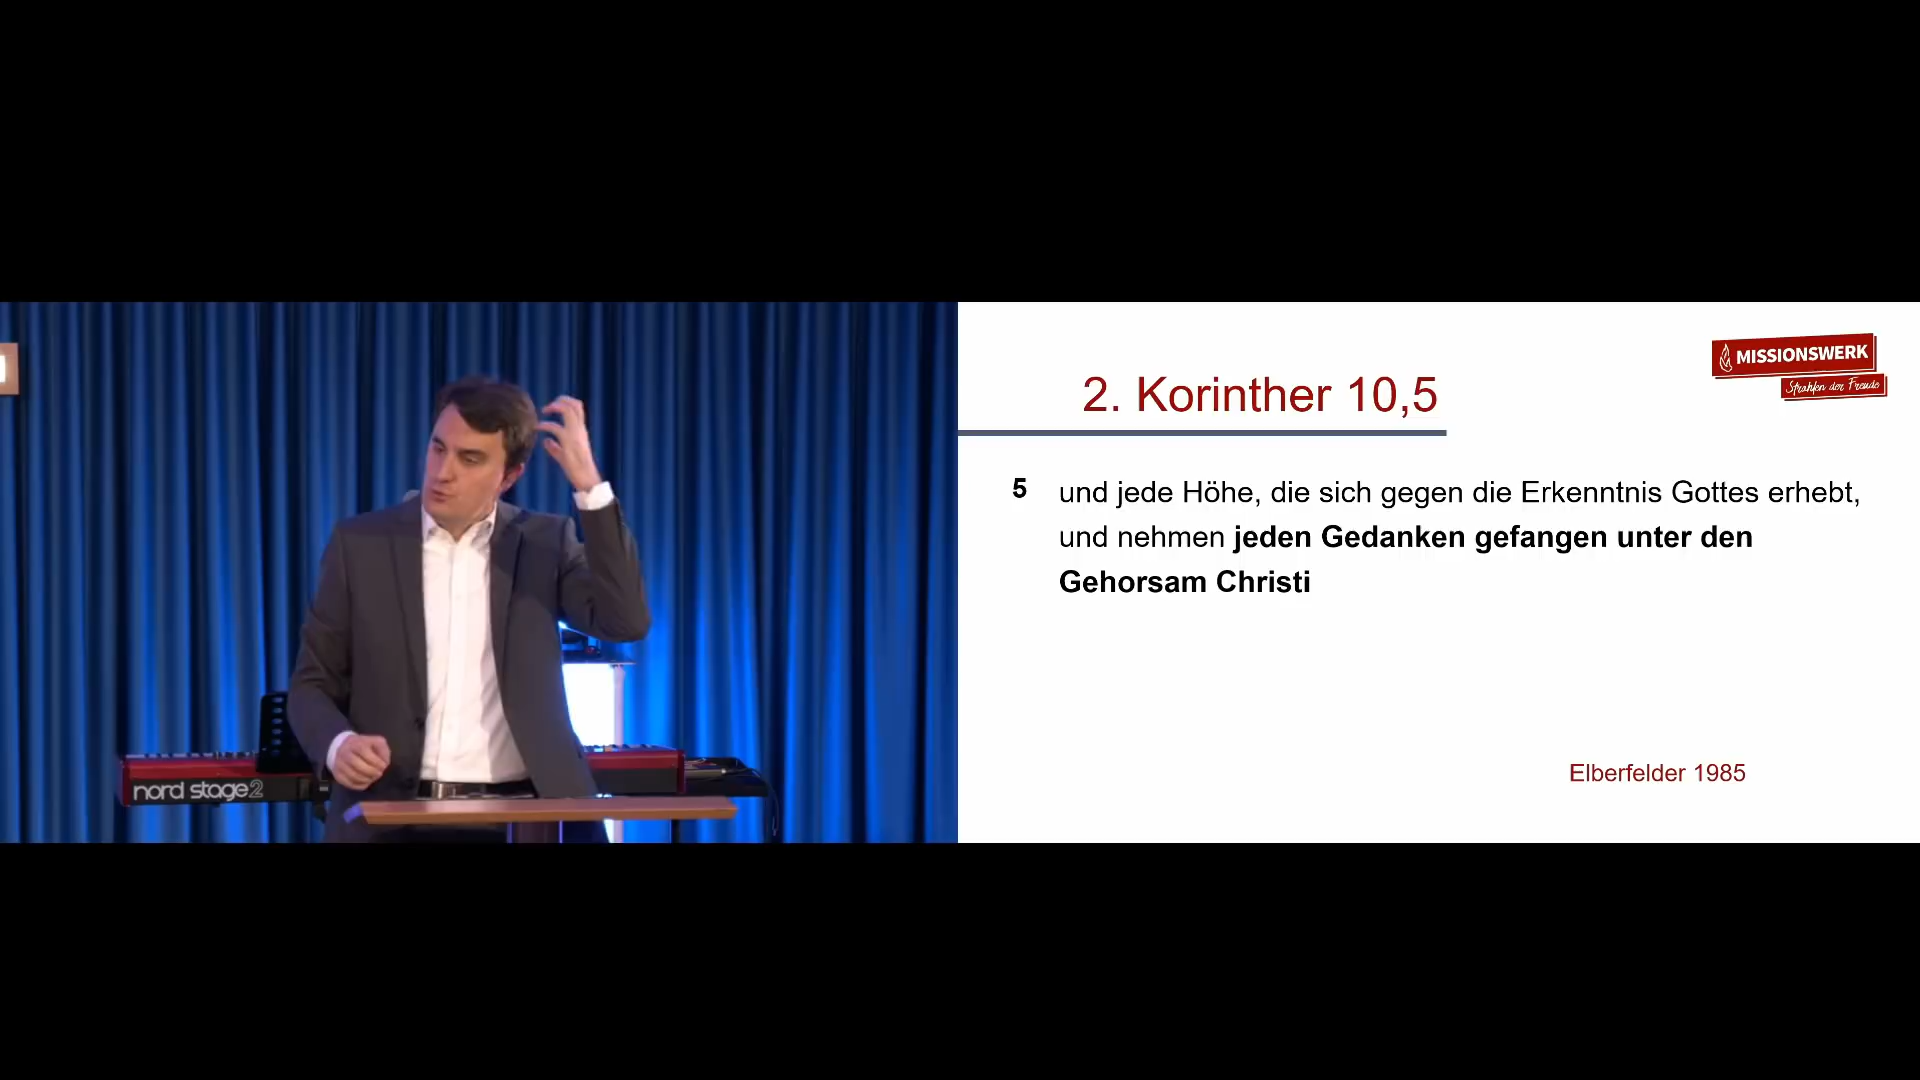 nord stage 2
MISSIONSWERK
Strahlen der Freude
2. Korinther 10,5
5 und jede Höhe, die sich gegen die Erkenntnis Gottes erhebt,
und nehmen jeden Gedanken gefangen unter den
Gehorsam Christi
Elberfelder 1985